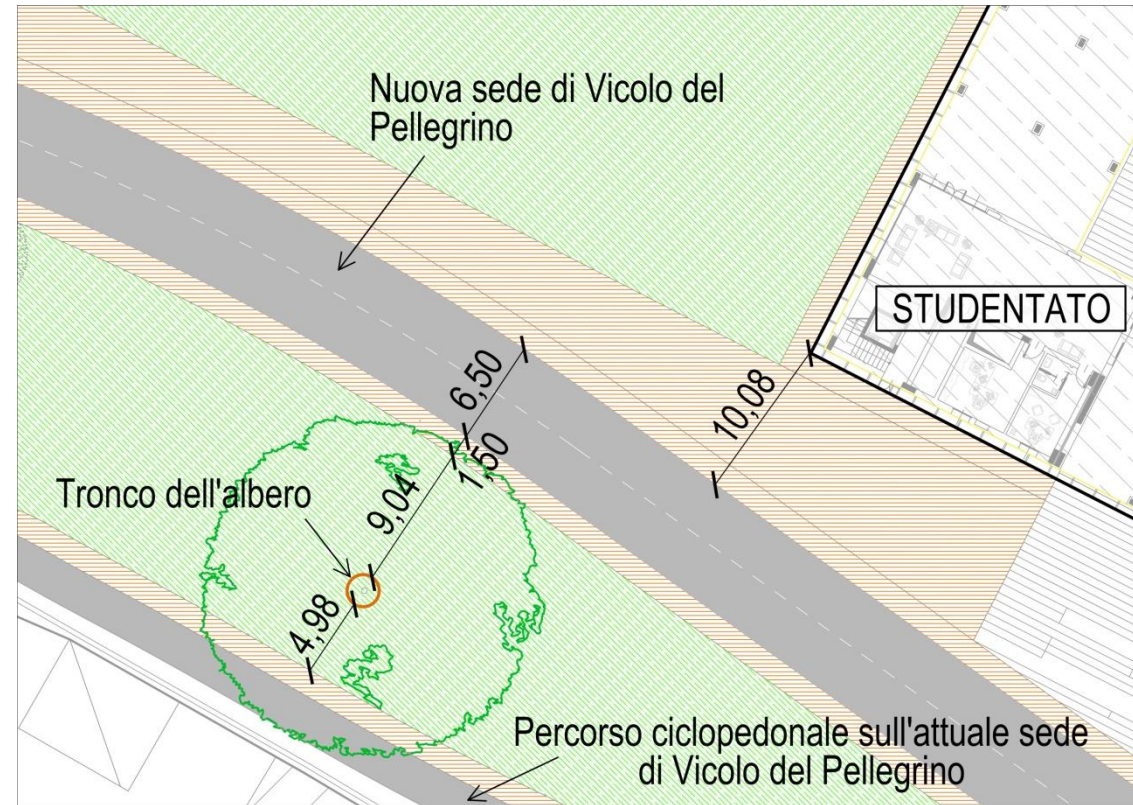 Nuova sede di Vicolo del
Pellegrino
STUDENTATO
6,50
10,08
1,50
9,04
Tronco dell'albero
4,98
Percorso ciclopedonale sull'attuale sede
di Vicolo del Pellegrino